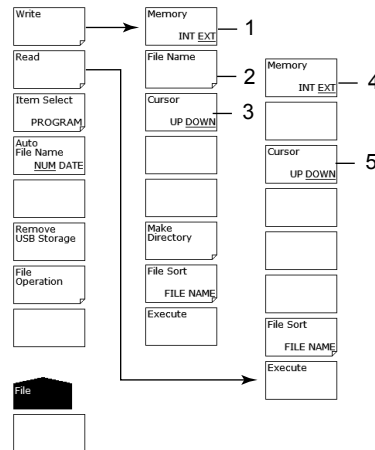 Write
Read
Item Select
PROGRAM
Auto
File Name
NUM DATE
Remove
USB Storage
File
Operation
File
Memory
INT EXT
1
File Name
2
Cursor
UP DOWN
3
Make
Directory
File Sort
FILE NAME
Execute
Memory
INT EXT
4
Cursor
UP DOWN
5
File Sort
FILE NAME
Execute